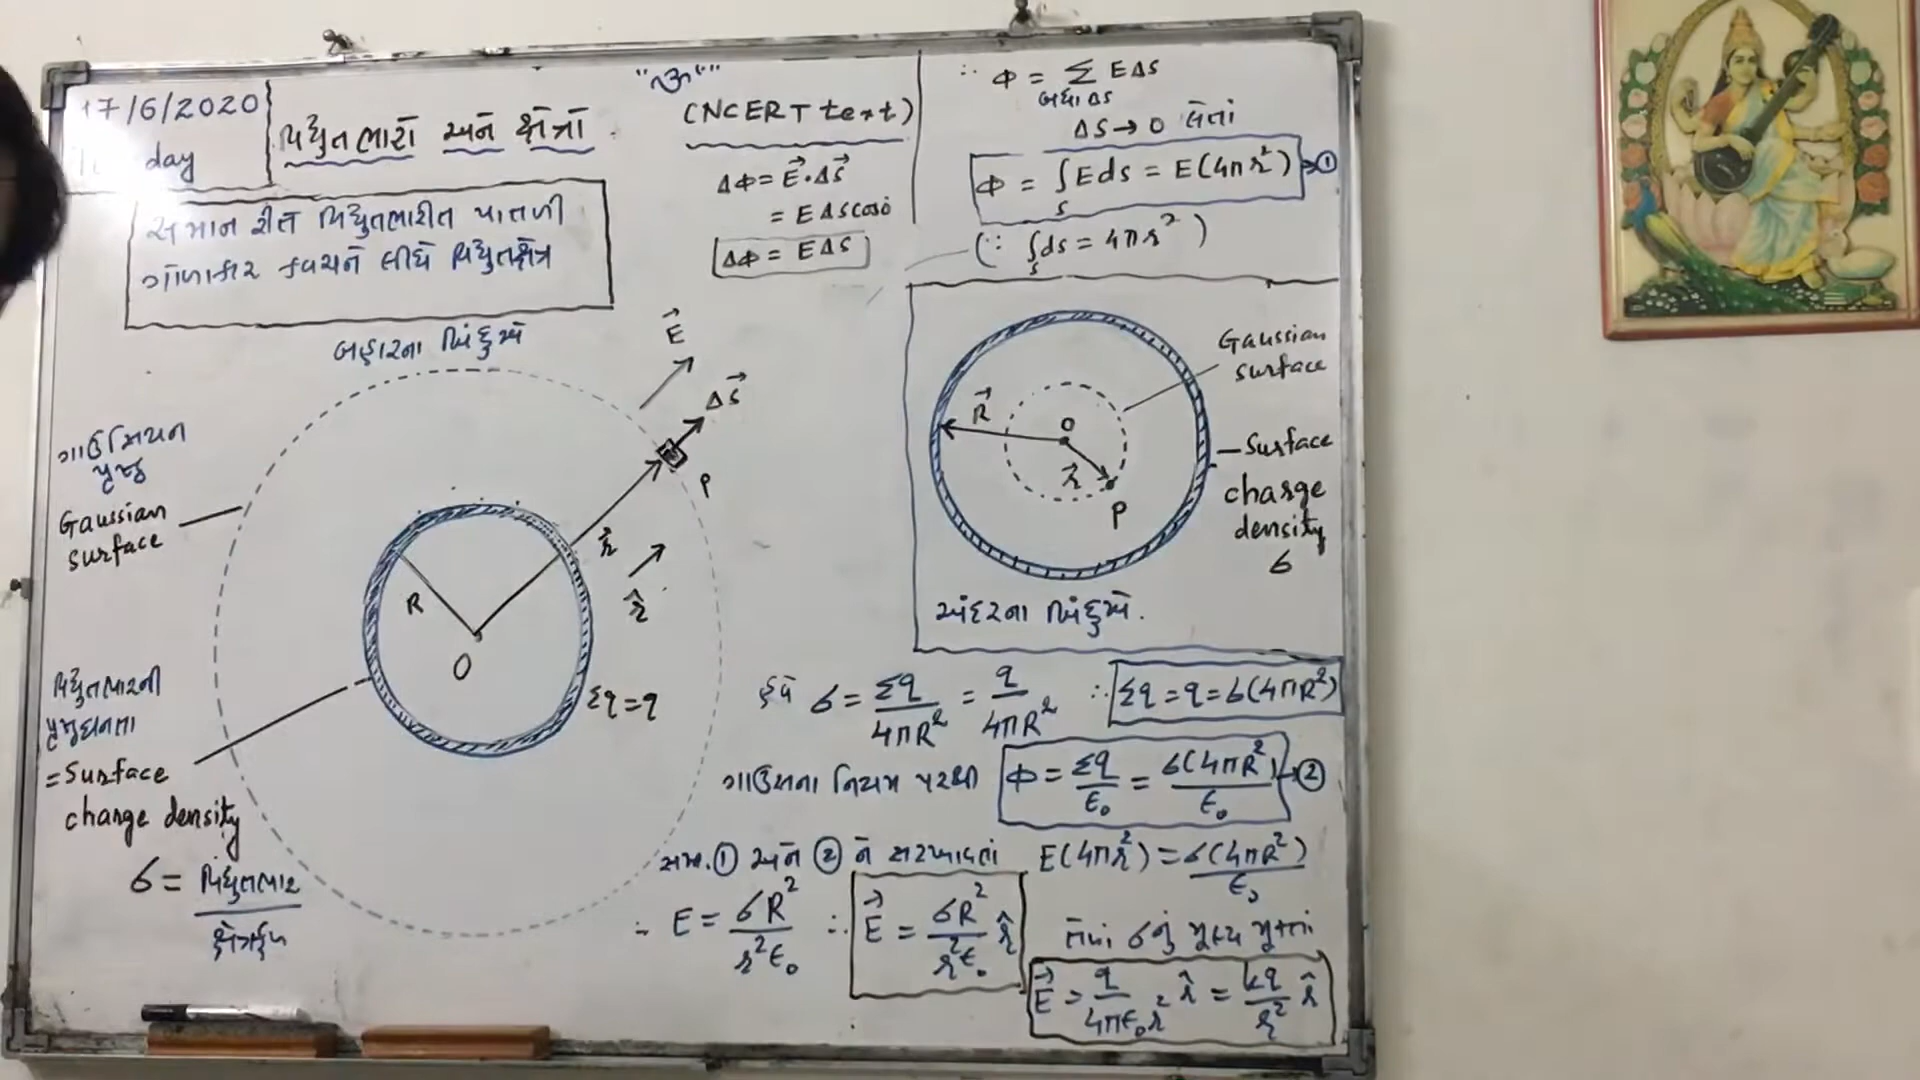 17/6/2020
day
વિદ્યુતભારો અને ક્ષેત્રો
(NCERT text)
સમાન રીતે વિદ્યુતભારીત પાતળી
ગોળાકાર કવચને લીધે વિદ્યુતક્ષેત્ર
બહારના બિંદુએ
ΔΦ = E⃗·ΔS⃗
= EΔS cos0
ΔΦ = EΔS
∴ Φ = Σ EΔS
બધા ΔS
ΔS→0 લેતાં
Φ = ∫ Eds = E(4πr²) → ①
S
(∵ ∫ds = 4πr²)
S
E⃗
ΔS⃗
P
r⃗
r̂
R
O
Σq = q
ગાઉસિયન
પૃષ્ઠ
Gaussian
surface
વિદ્યુતભારની
પૃષ્ઠઘનતા
= Surface
charge density
σ = વિદ્યુતભાર
ક્ષેત્રફળ
Gaussian
surface
R⃗
O
r⃗
P
Surface
charge
density
σ
અંદરના બિંદુએ.
હવે σ = Σq/4πR² = q/4πR² ∴ Σq = q = σ(4πR²)
ગાઉસના નિયમ પરથી Φ = Σq/ε₀ = σ(4πR²)/ε₀ → ②
સમી. ① અને ② ને સરખાવતાં E(4πr²) = σ(4πR²)/ε₀
∴ E = σR²/r²ε₀ ∴ E⃗ = σR²/r²ε₀ r̂
તેમાં σનું મૂલ્ય મૂકતાં
E⃗ = q/4πε₀r² r̂ = kq/r² r̂